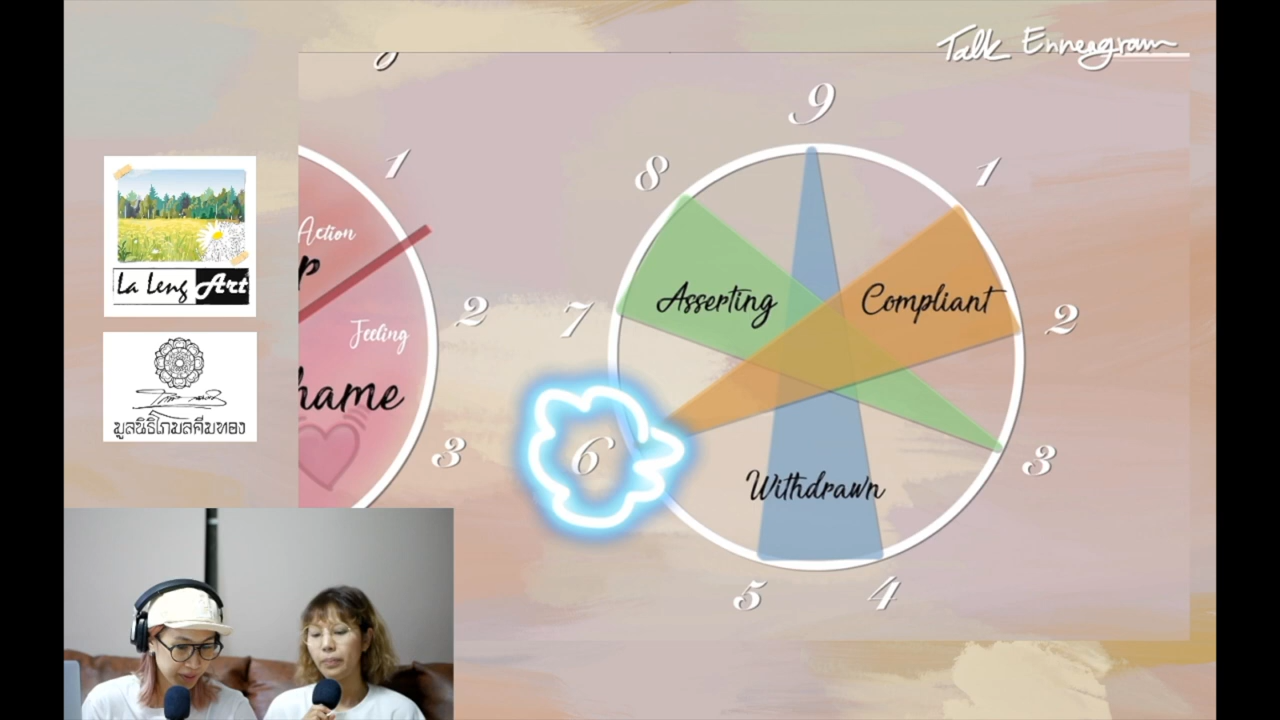 Talk Enneagram
9
8
1
7
2
6
3
5
4
Asserting
Compliant
Withdrawn
1
Action
2
Feeling
hame
3
La Leng Art
มูลนิธิโกมลคีมทอง